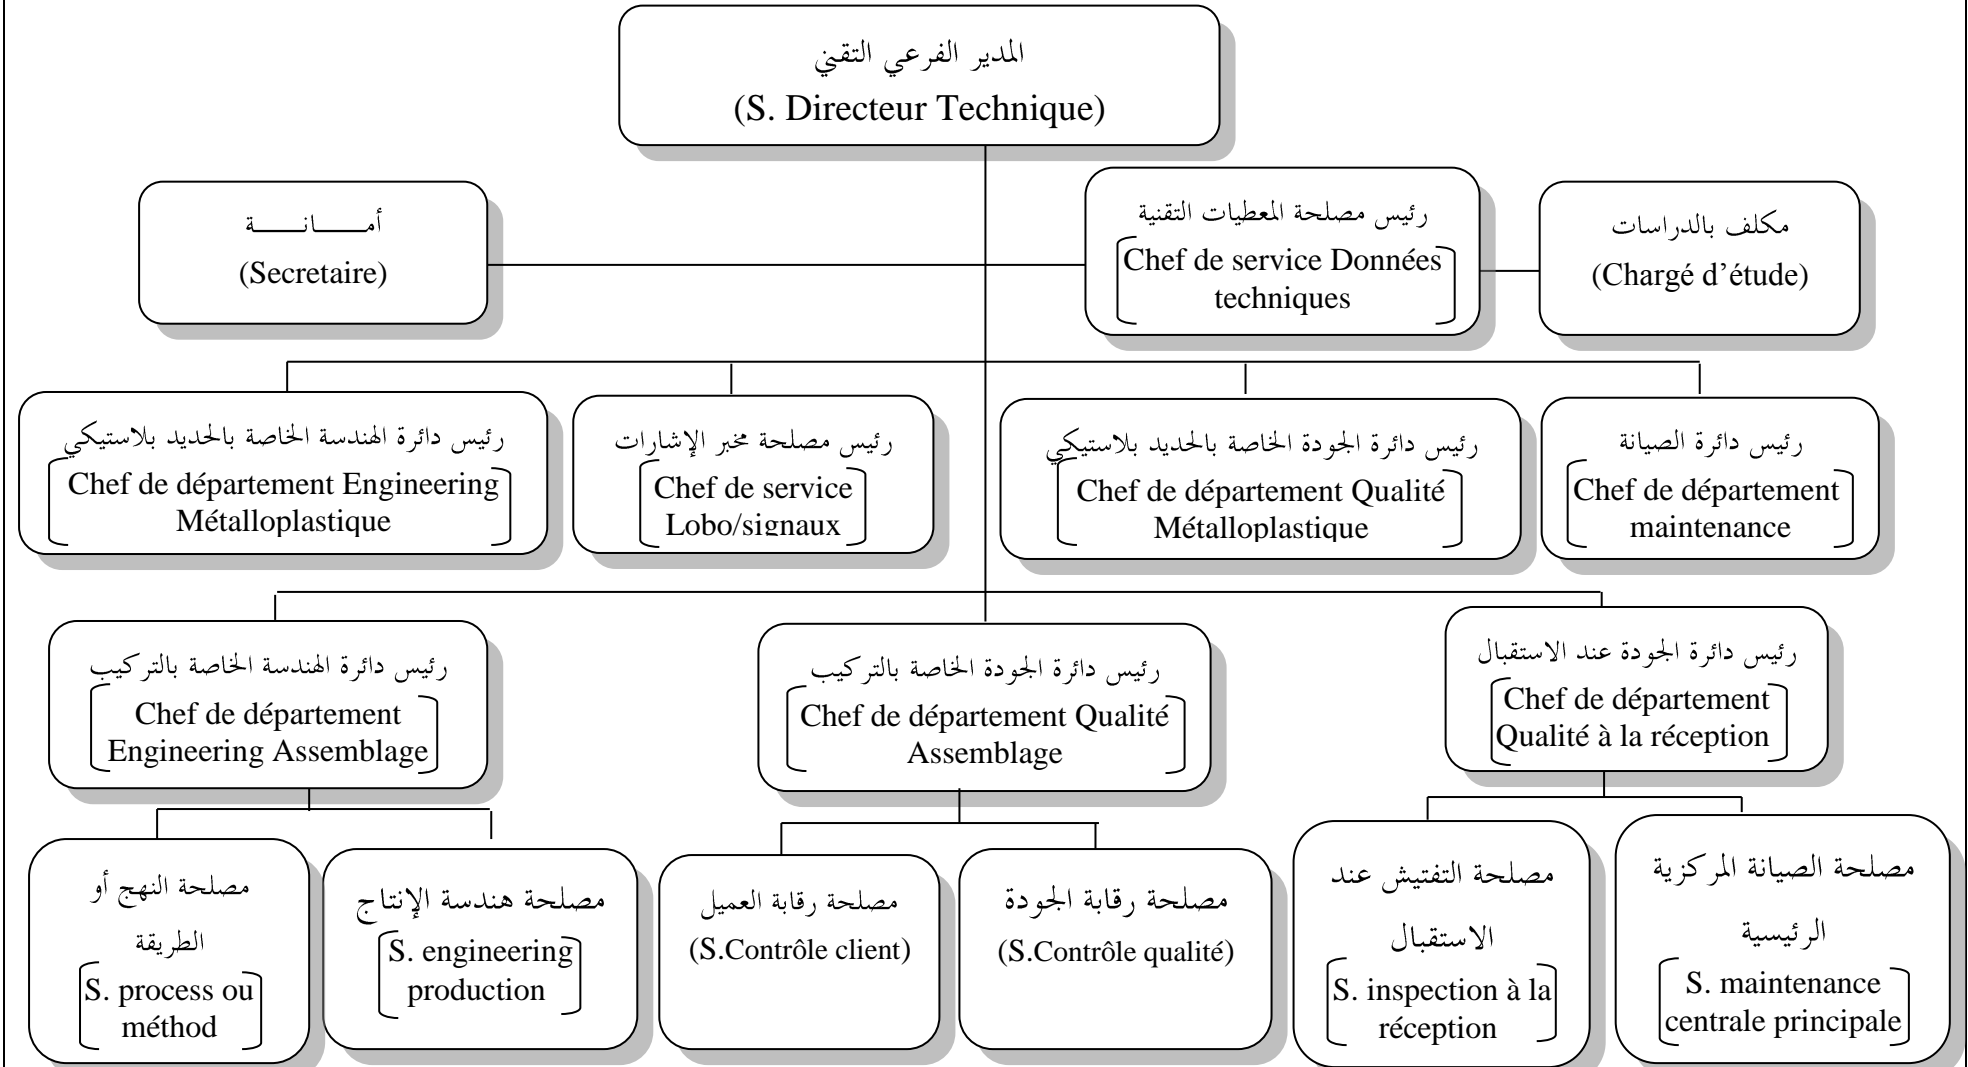 المدير الفرعي التقني
(S. Directeur Technique)
أمــــــانــــــــة
(Secretaire)
رئيس مصلحة المعطيات التقنية
Chef de service Données
techniques
مكلف بالدراسات
(Chargé d’étude)
رئيس دائرة الهندسة الخاصة بالحديد بلاستيكي
Chef de département Engineering
Métalloplastique
رئيس مصلحة مخبر الإشارات
Chef de service
Lobo/signaux
رئيس دائرة الجودة الخاصة بالحديد بلاستيكي
Chef de département Qualité
Métalloplastique
رئيس دائرة الصيانة
Chef de département
maintenance
رئيس دائرة الهندسة الخاصة بالتركيب
Chef de département
Engineering Assemblage
رئيس دائرة الجودة الخاصة بالتركيب
Chef de département Qualité
Assemblage
رئيس دائرة الجودة عند الاستقبال
Chef de département
Qualité à la réception
مصلحة النهج أو
الطريقة
S. process ou
méthod
مصلحة هندسة الإنتاج
S. engineering
production
مصلحة رقابة العميل
(S.Contrôle client)
مصلحة رقابة الجودة
(S.Contrôle qualité)
مصلحة التفتيش عند
الاستقبال
S. inspection à la
réception
مصلحة الصيانة المركزية
الرئيسية
S. maintenance
centrale principale